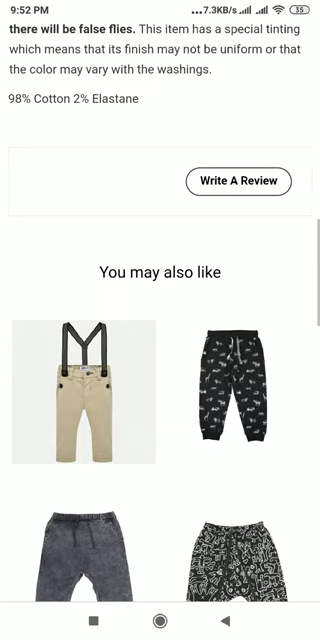 9:52 PM
...7.3KB/s
35
there will be false flies. This item has a special tinting
which means that its finish may not be uniform or that
the color may vary with the washings.
98% Cotton 2% Elastane
Write A Review
You may also like